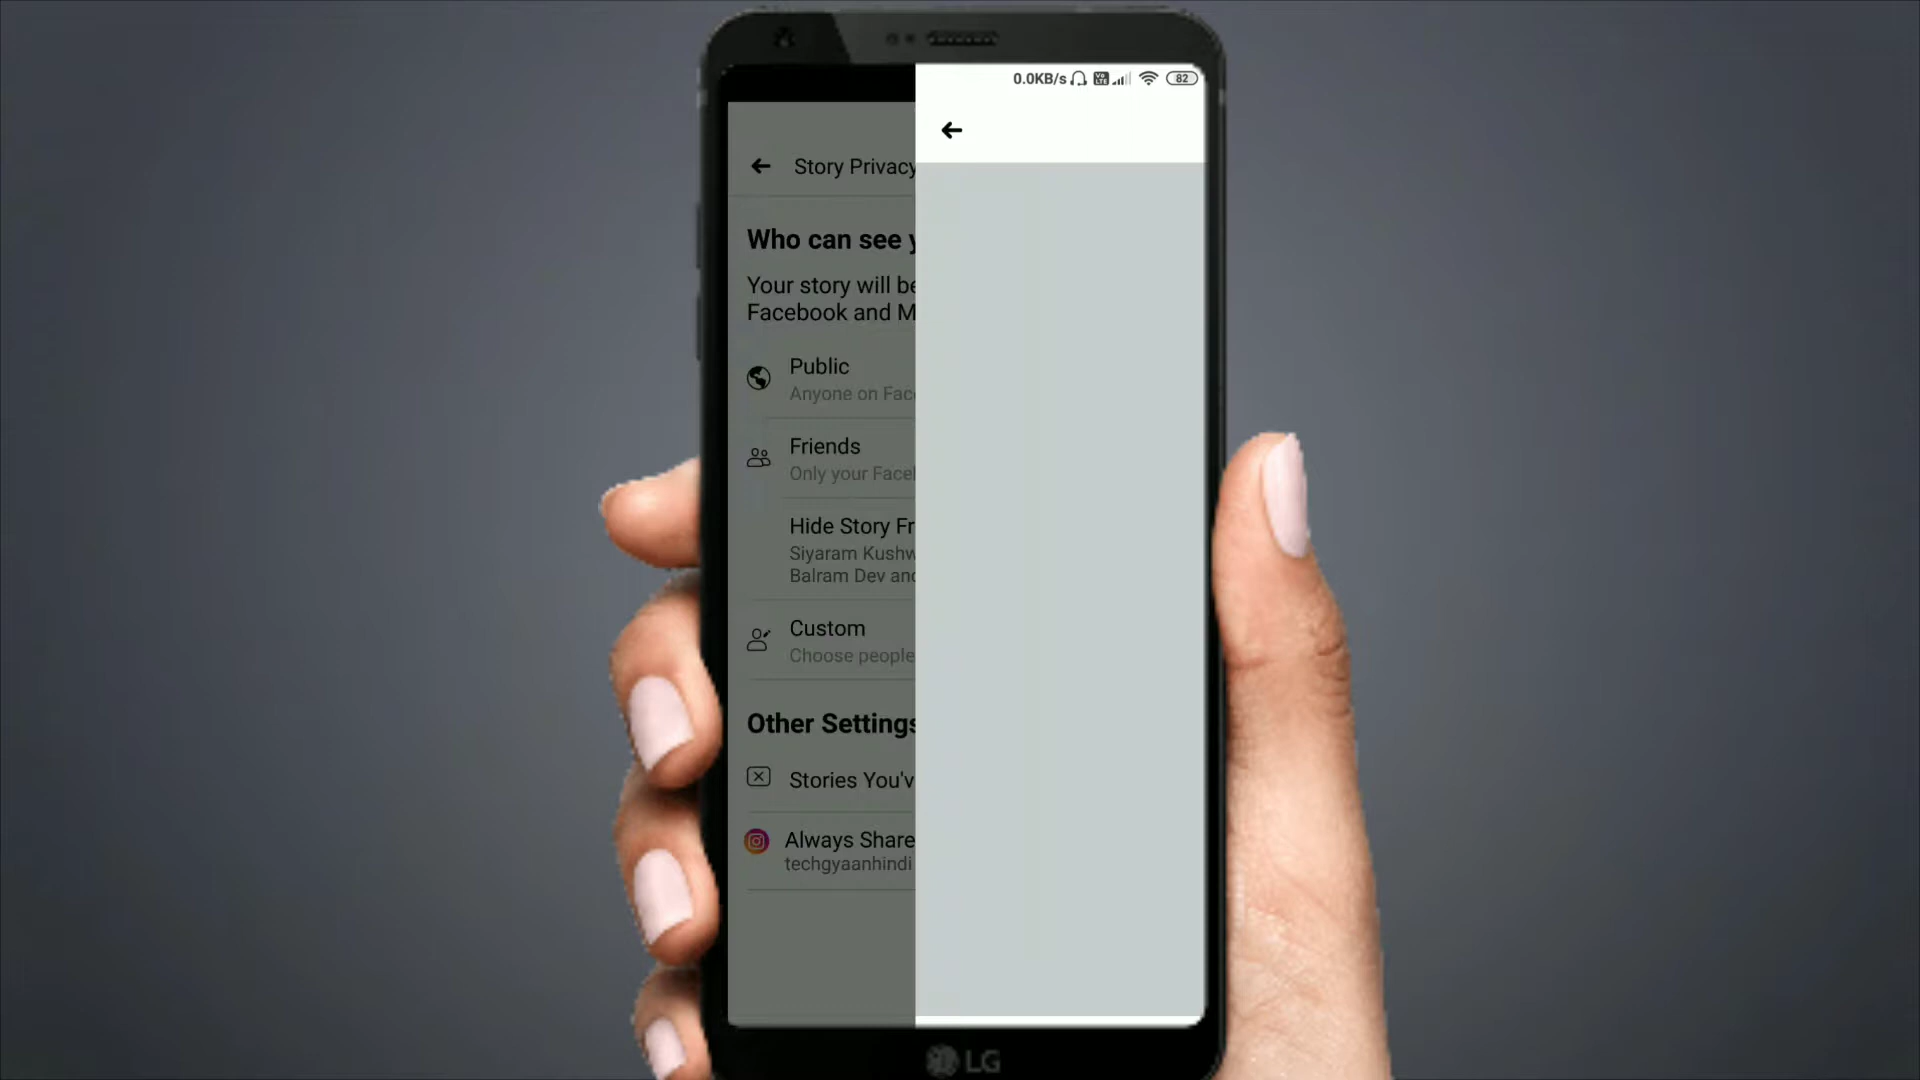 0.0KB/s 82
Story Privacy
Who can see
Your story will be
Facebook and M
Public
Anyone on Fac
Friends
Only your Face
Hide Story Fr
Siyaram Kushw
Balram Dev and
Custom
Choose people
Other Settings
Stories You'v
Always Share
techgyaanhindi
LG